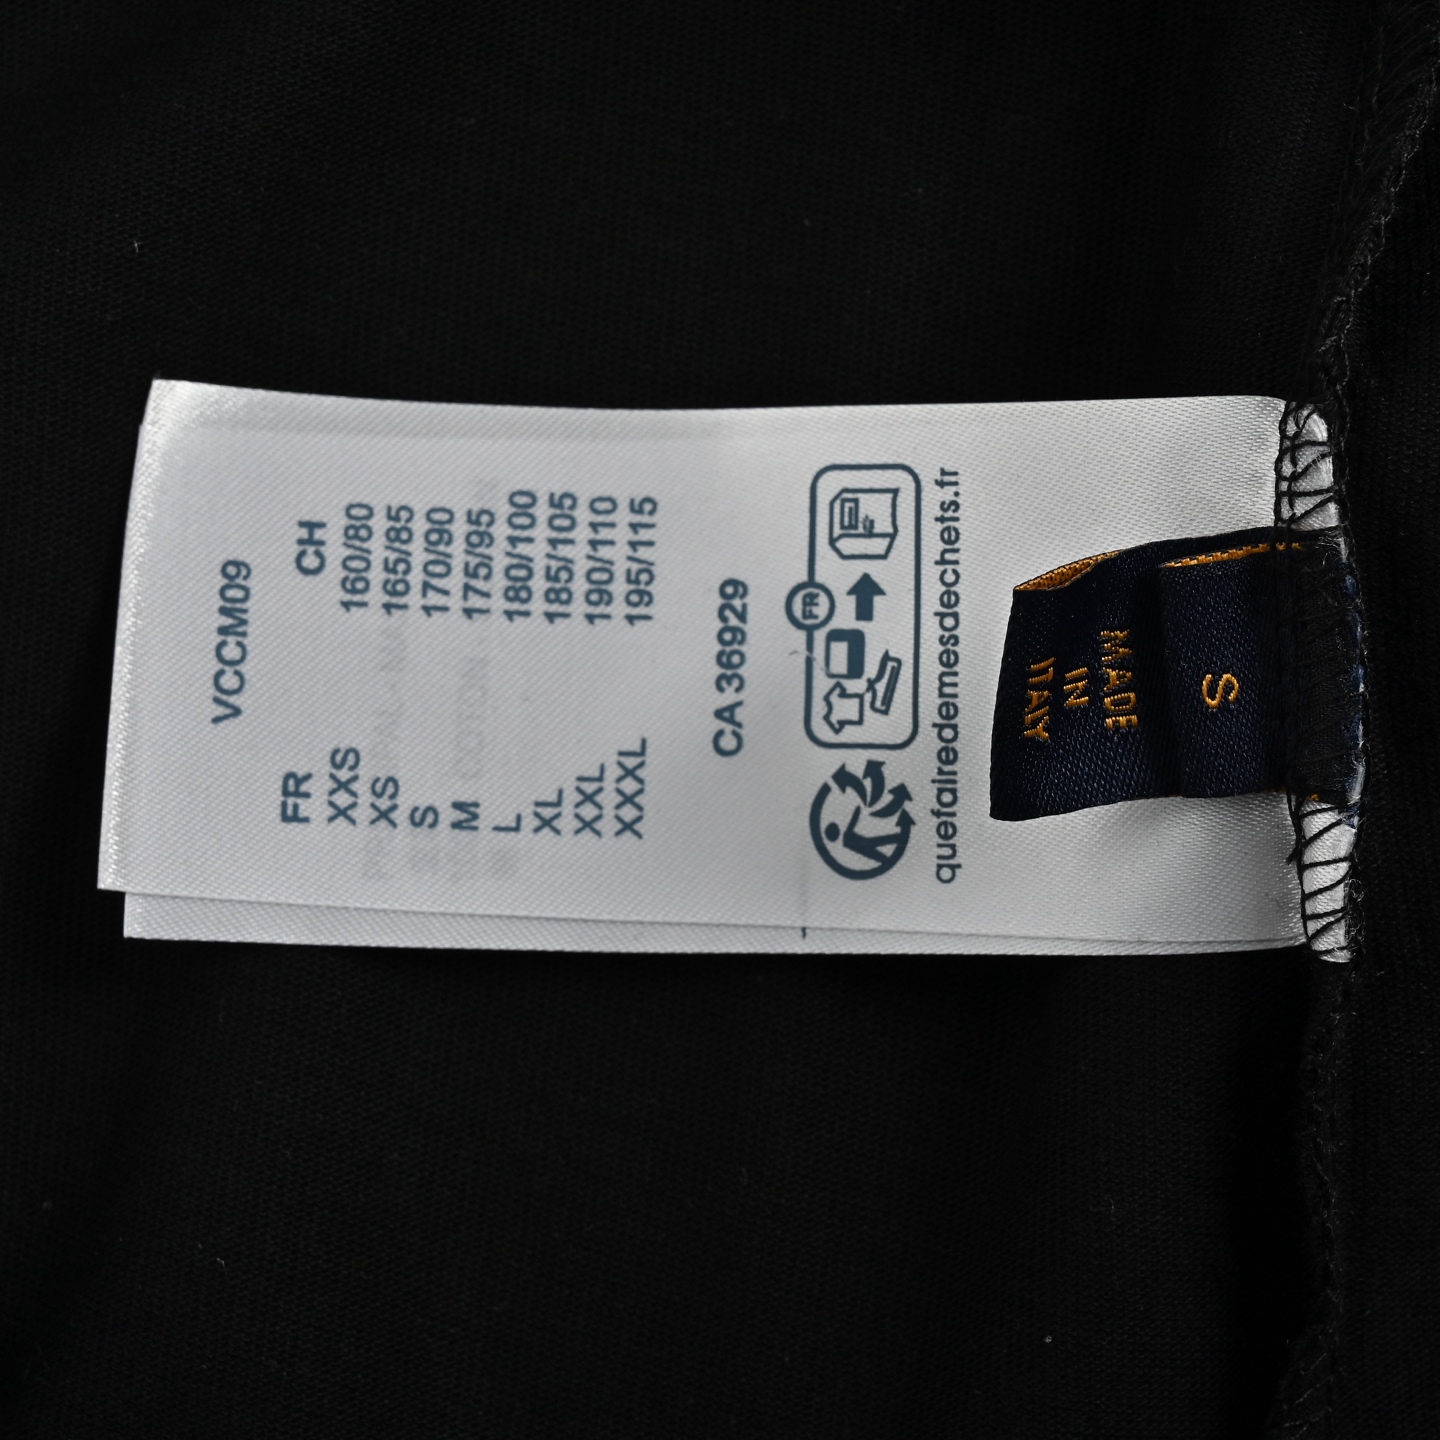 VCCM09
FR CH
XXS 160/80
XS 165/85
S 170/90
M 175/95
L 180/100
XL 185/105
XXL 190/110
XXXL 195/115
CA 36929
FR
quefairedemesdechets.fr
S
MADE
IN
ITALY